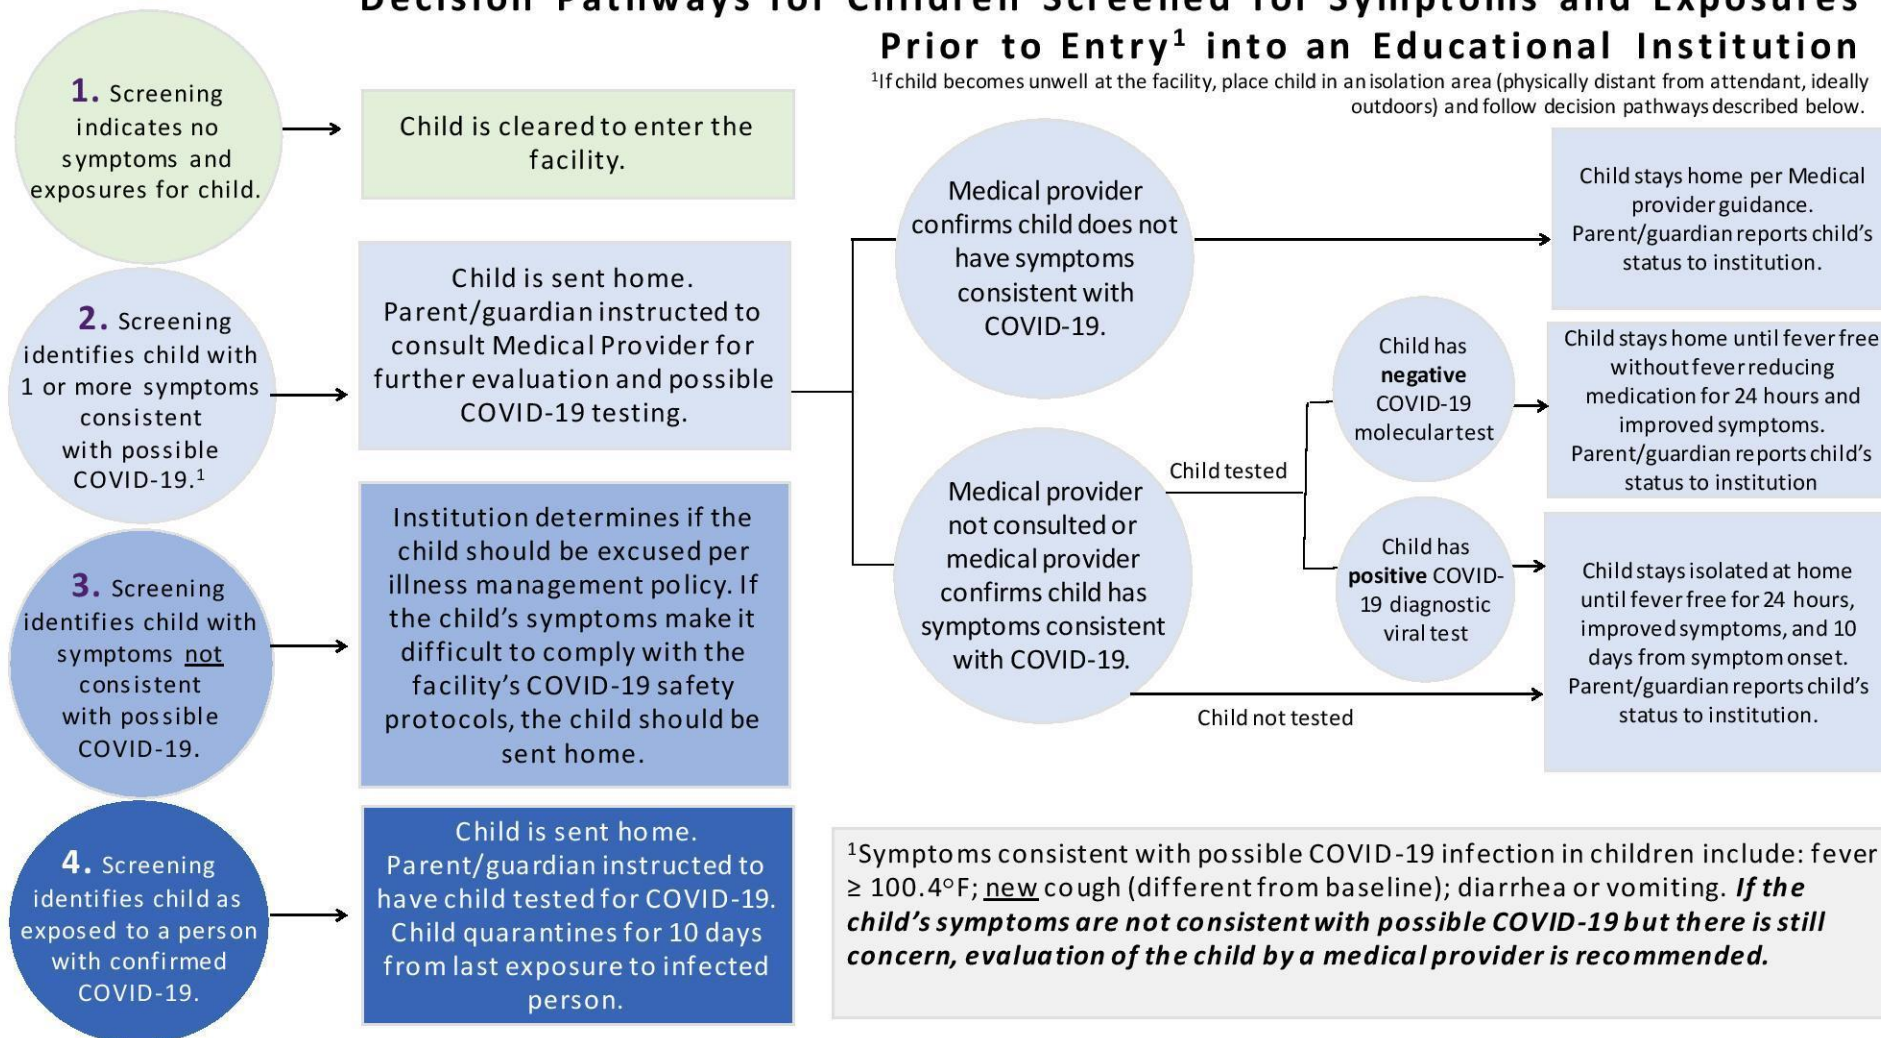 Decision Pathways for Children Screened for Symptoms and Exposures
Prior to Entry¹ into an Educational Institution
¹If child becomes unwell at the facility, place child in an isolation area (physically distant from attendant, ideally
outdoors) and follow decision pathways described below.
1. Screening
indicates no
symptoms and
exposures for child.
Child is cleared to enter the
facility.
2. Screening
identifies child with
1 or more symptoms
consistent
with possible
COVID-19.¹
Child is sent home.
Parent/guardian instructed to
consult Medical Provider for
further evaluation and possible
COVID-19 testing.
Medical provider
confirms child does not
have symptoms
consistent with
COVID-19.
Child stays home per Medical
provider guidance.
Parent/guardian reports child's
status to institution.
Medical provider
not consulted or
medical provider
confirms child has
symptoms consistent
with COVID-19.
Child tested
Child has
negative
COVID-19
molecular test
Child stays home until fever free
without fever reducing
medication for 24 hours and
improved symptoms.
Parent/guardian reports child's
status to institution
Child has
positive COVID-
19 diagnostic
viral test
Child not tested
Child stays isolated at home
until fever free for 24 hours,
improved symptoms, and 10
days from symptom onset.
Parent/guardian reports child's
status to institution.
3. Screening
identifies child with
symptoms not
consistent
with possible
COVID-19.
Institution determines if the
child should be excused per
illness management policy. If
the child's symptoms make it
difficult to comply with the
facility's COVID-19 safety
protocols, the child should be
sent home.
4. Screening
identifies child as
exposed to a person
with confirmed
COVID-19.
Child is sent home.
Parent/guardian instructed to
have child tested for COVID-19.
Child quarantines for 10 days
from last exposure to infected
person.
¹Symptoms consistent with possible COVID-19 infection in children include: fever
≥ 100.4°F; new cough (different from baseline); diarrhea or vomiting. If the
child's symptoms are not consistent with possible COVID-19 but there is still
concern, evaluation of the child by a medical provider is recommended.